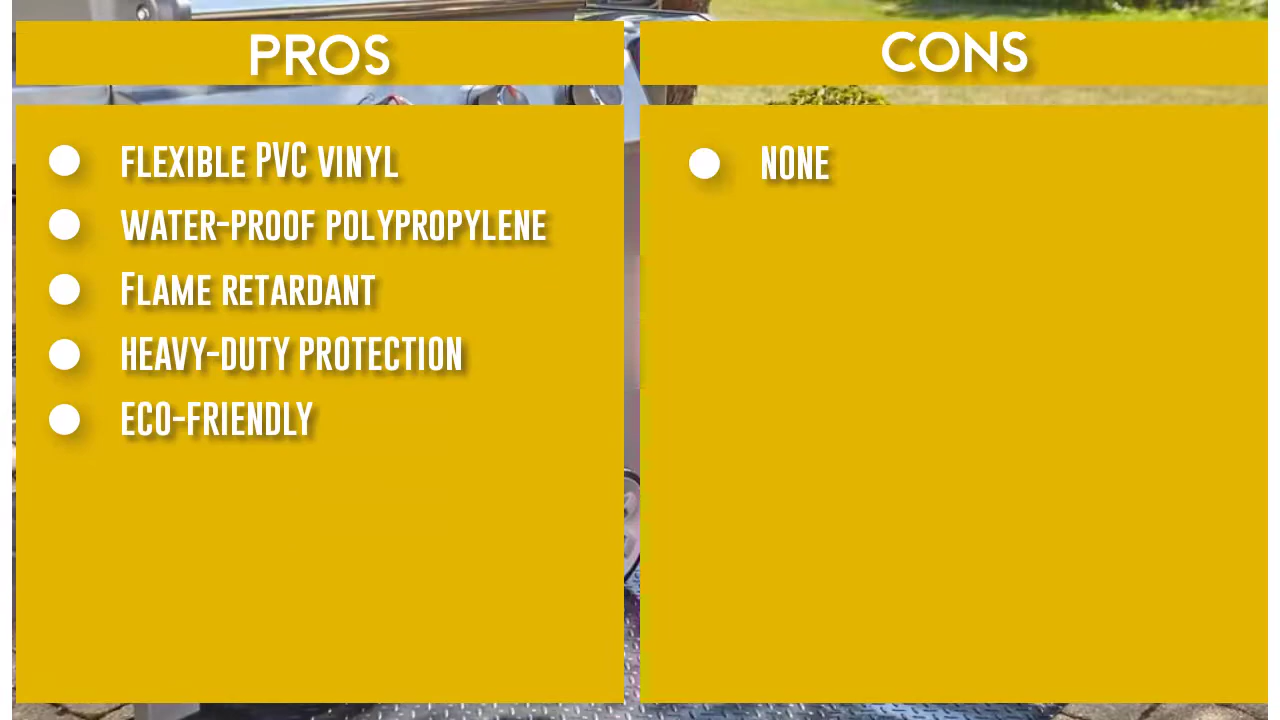 PROS
FLEXIBLE PVC VINYL
WATER-PROOF POLYPROPYLENE
FLAME RETARDANT
HEAVY-DUTY PROTECTION
ECO-FRIENDLY
CONS
NONE